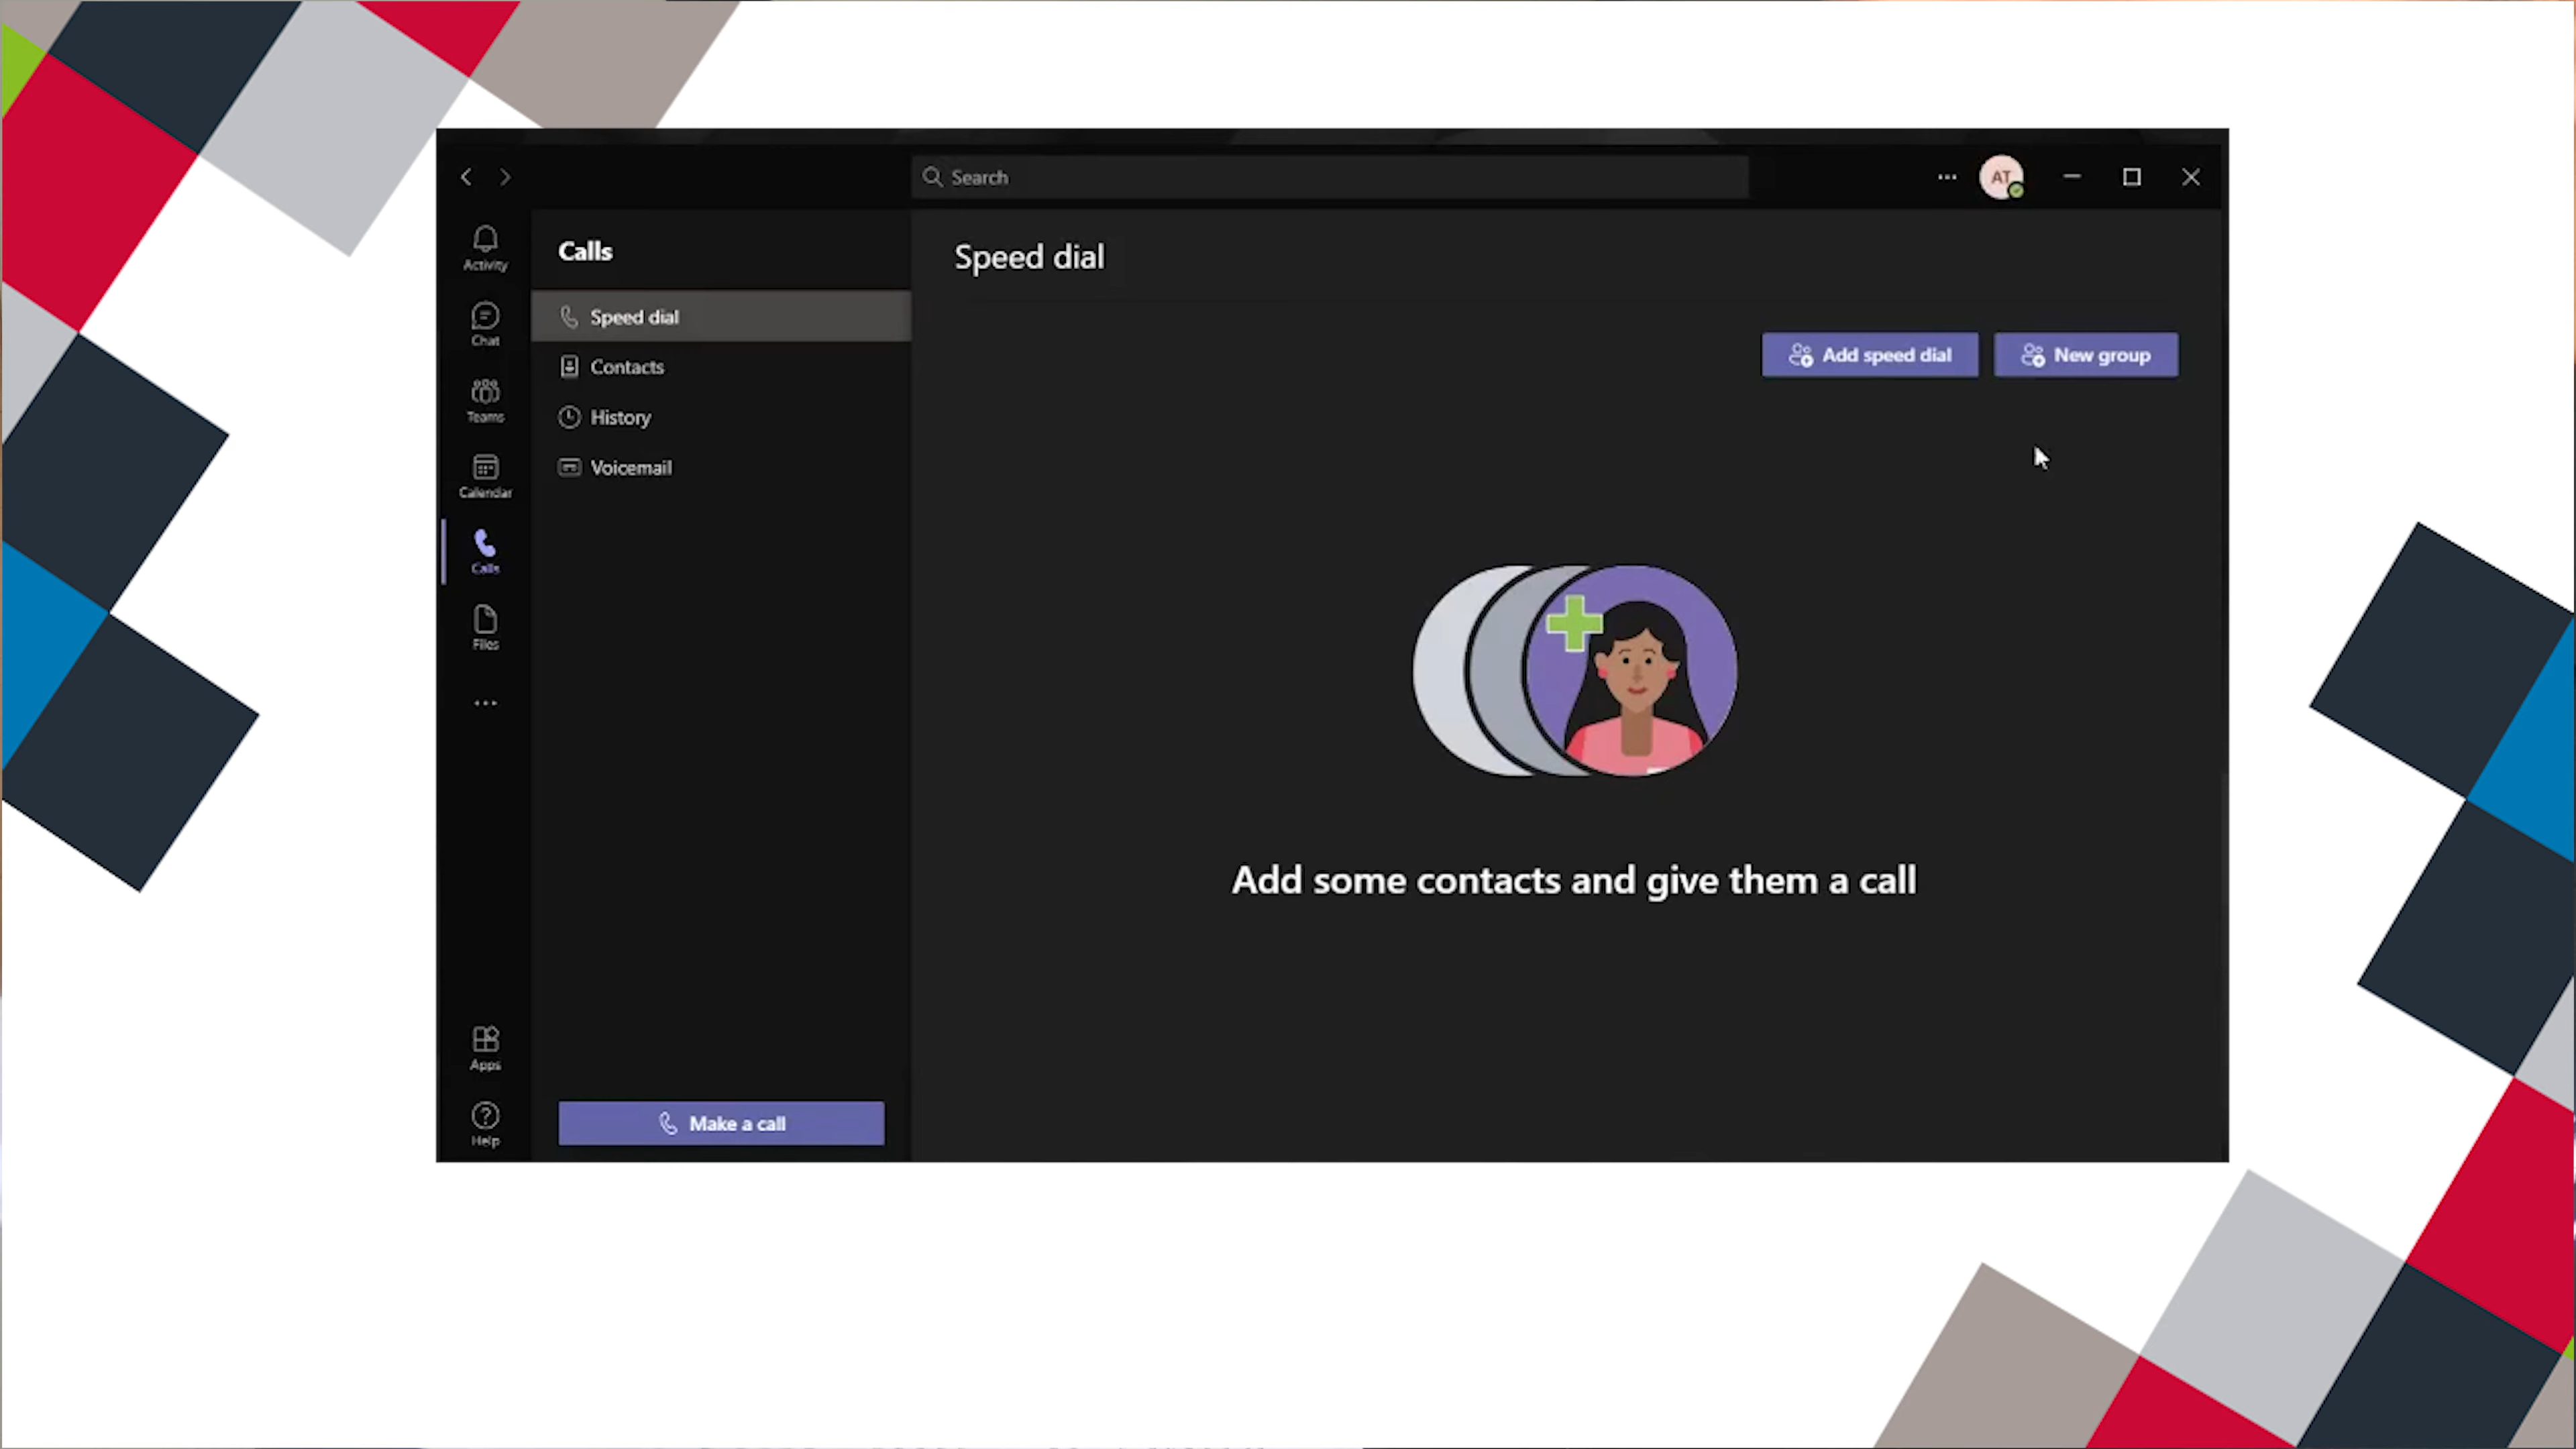 Search
AT
Activity
Chat
Teams
Calendar
Calls
Files
Apps
Help
Calls
Speed dial
Contacts
History
Voicemail
Make a call
Speed dial
Add speed dial
New group
Add some contacts and give them a call